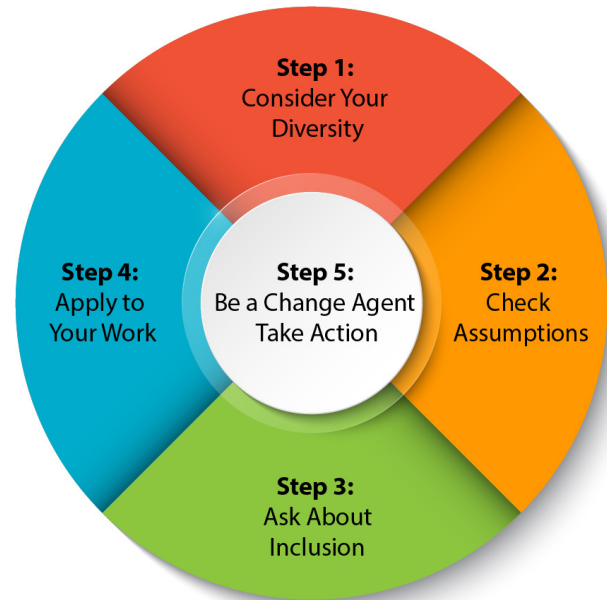 Step 1:
Consider Your
Diversity
Step 2:
Check
Assumptions
Step 3:
Ask About
Inclusion
Step 4:
Apply to
Your Work
Step 5:
Be a Change Agent
Take Action